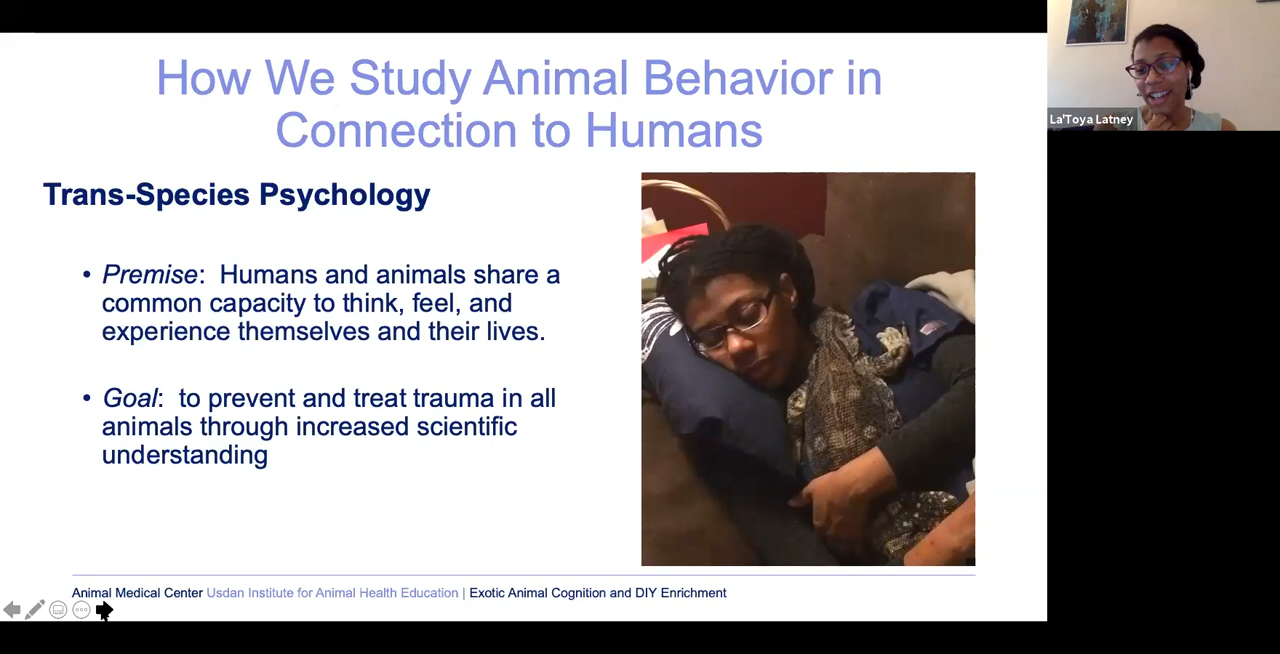 How We Study Animal Behavior in
Connection to Humans
Trans-Species Psychology
• Premise: Humans and animals share a
common capacity to think, feel, and
experience themselves and their lives.
• Goal: to prevent and treat trauma in all
animals through increased scientific
understanding
Animal Medical Center Usdan Institute for Animal Health Education | Exotic Animal Cognition and DIY Enrichment
La'Toya Latney